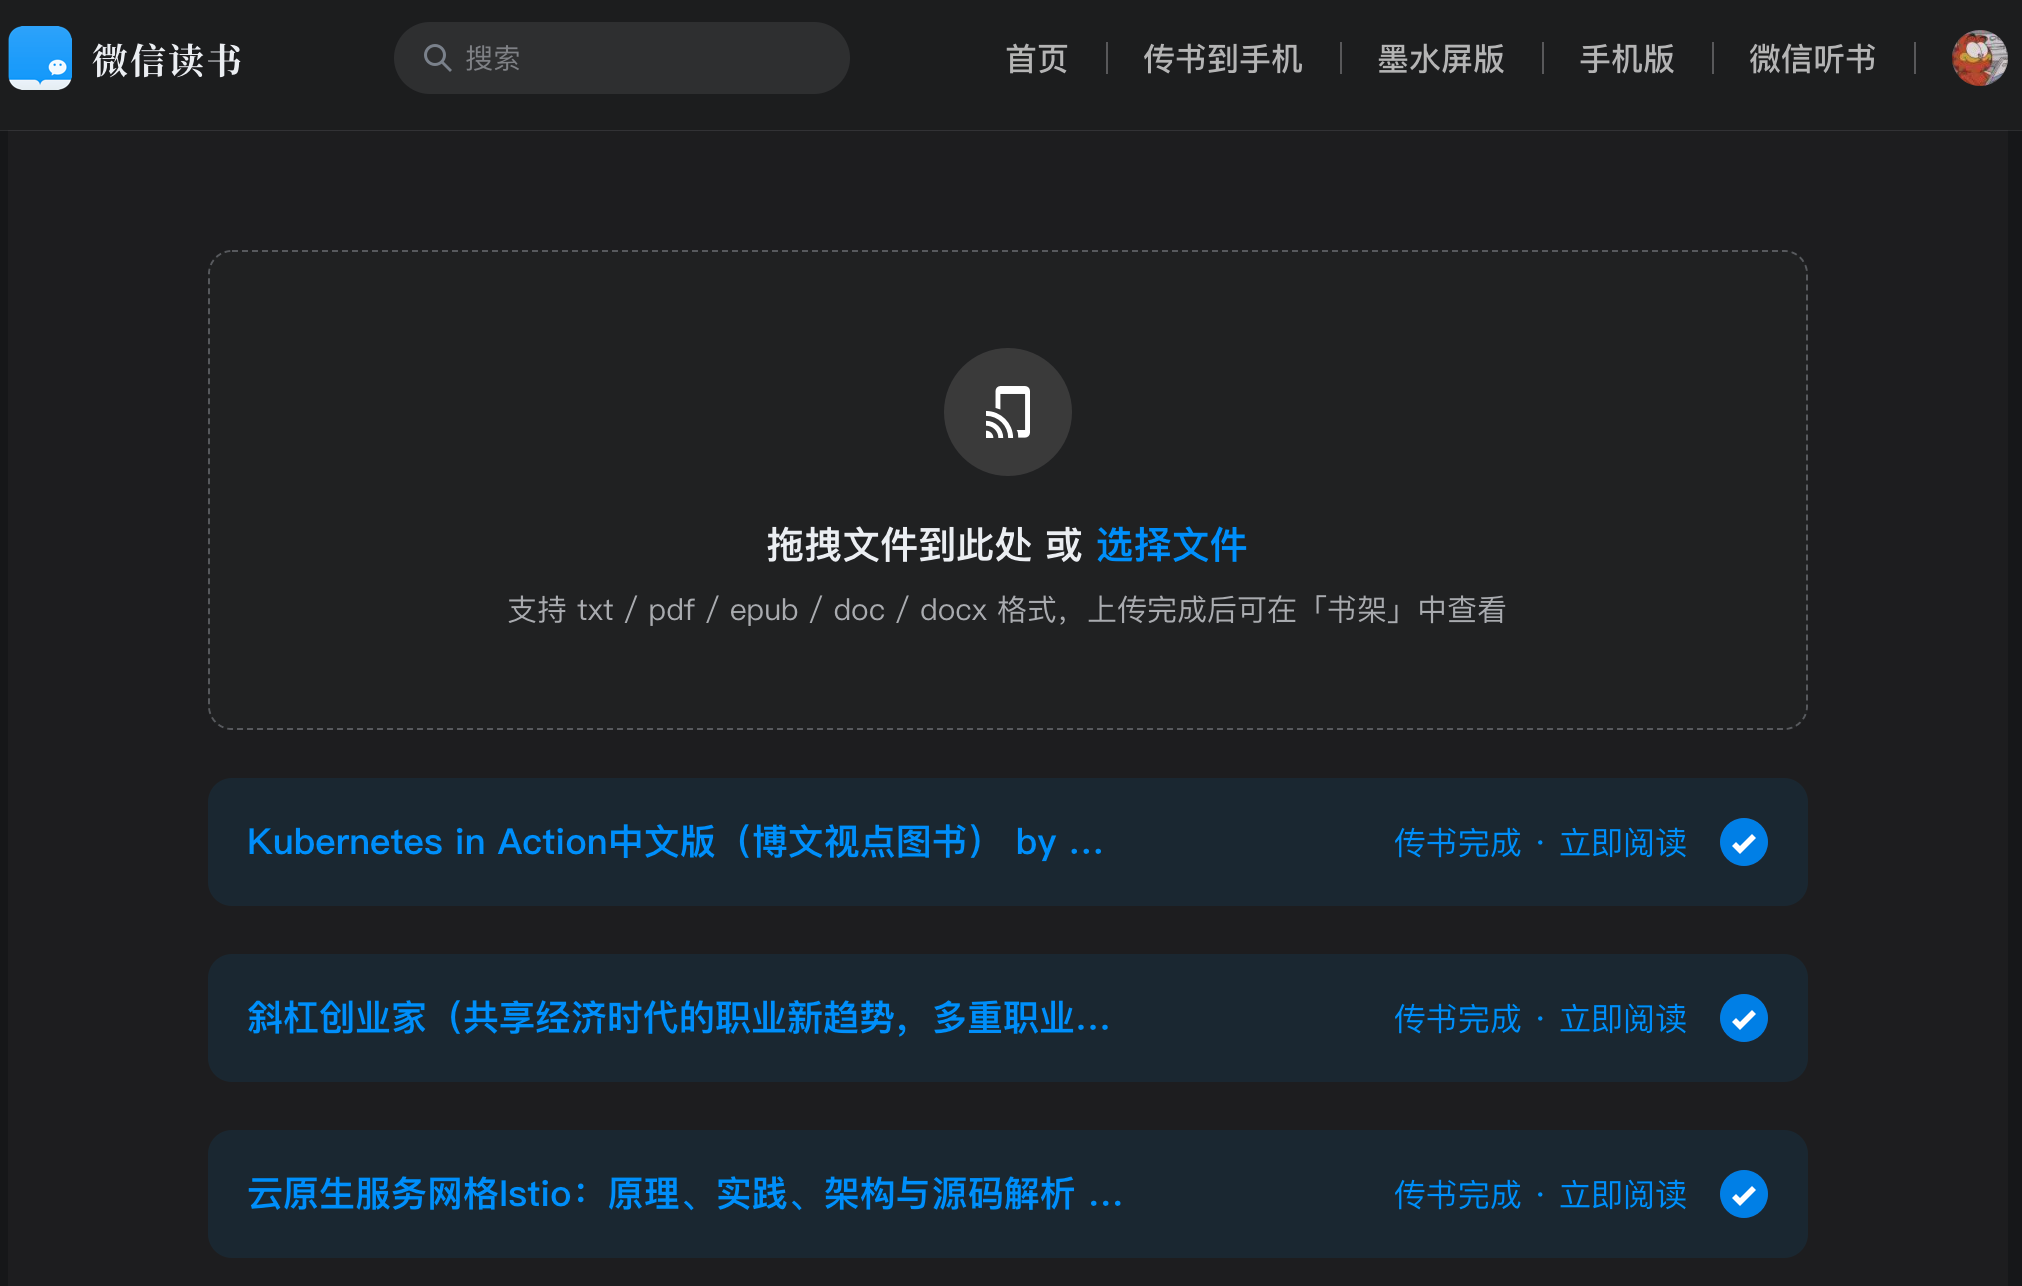 微信读书
搜索
首页
传书到手机
墨水屏版
手机版
微信听书
拖拽文件到此处 或 选择文件
支持 txt / pdf / epub / doc / docx 格式，上传完成后可在「书架」中查看
Kubernetes in Action中文版（博文视点图书） by ...
传书完成 · 立即阅读
斜杠创业家（共享经济时代的职业新趋势，多重职业...
传书完成 · 立即阅读
云原生服务网格Istio：原理、实践、架构与源码解析 ...
传书完成 · 立即阅读